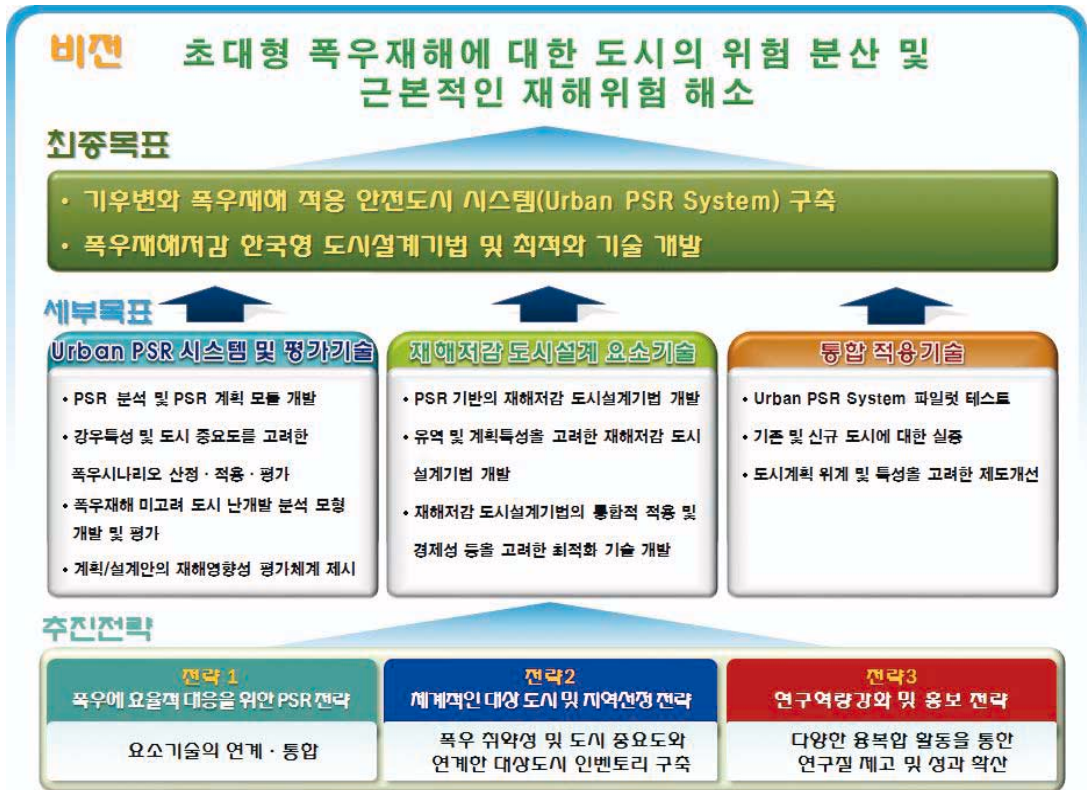 비전
초대형 폭우재해에 대한 도시의 위험 분산 및
근본적인 재해위험 해소
최종목표
• 기후변화 폭우재해 적응 안전도시 시스템(Urban PSR System) 구축
• 폭우재해저감 한국형 도시설계기법 및 최적화 기술 개발
세부목표
Urban PSR 시스템 및 평가기술
• PSR 분석 및 PSR 계획 모듈 개발
• 강우특성 및 도시 중요도를 고려한
폭우시나리오 산정 · 적용 · 평가
• 폭우재해 미고려 도시 난개발 분석 모형
개발 및 평가
• 계획/설계안의 재해영향성 평가체계 제시
재해저감 도시설계 요소기술
• PSR 기반의 재해저감 도시설계기법 개발
• 유역 및 계획특성을 고려한 재해저감 도시
설계기법 개발
• 재해저감 도시설계기법의 통합적 적용 및
경제성 등을 고려한 최적화 기술 개발
통합 적용기술
• Urban PSR System 파일럿 테스트
• 기존 및 신규 도시에 대한 실증
• 도시계획 위계 및 특성을 고려한 제도개선
추진전략
전략 1
폭우에 효율적 대응을 위한 PSR 전략
요소기술의 연계 · 통합
전략2
체계적인 대상 도시 및 지역선정 전략
폭우 취약성 및 도시 중요도와
연계한 대상도시 인벤토리 구축
전략3
연구역량강화 및 홍보 전략
다양한 융복합 활동을 통한
연구질 제고 및 성과 확산